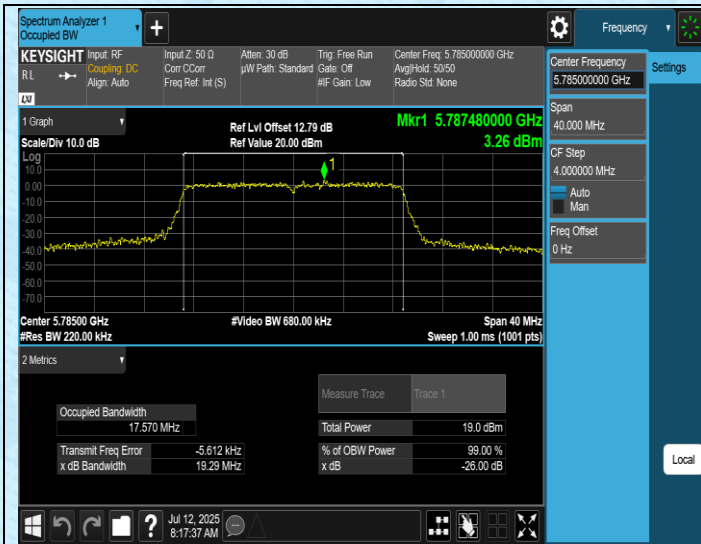 Spectrum Analyzer 1
Occupied BW
+
Frequency
KEYSIGHT
R L
LXI
Input: RF
Coupling: DC
Align: Auto
Input Z: 50 Ω
Corr CCorr
Freq Ref: Int (S)
Atten: 30 dB
µW Path: Standard
Trig: Free Run
Gate: Off
#IF Gain: Low
Center Freq: 5.785000000 GHz
Avg|Hold: 50/50
Radio Std: None
Center Frequency
5.785000000 GHz
Settings
Span
40.000 MHz
CF Step
4.000000 MHz
Auto
Man
Freq Offset
0 Hz
Local
1 Graph
Scale/Div 10.0 dB
Ref Lvl Offset 12.79 dB
Ref Value 20.00 dBm
Mkr1 5.787480000 GHz
3.26 dBm
Log
10.0
0.00
-10.0
-20.0
-30.0
-40.0
-50.0
-60.0
-70.0
1
Center 5.78500 GHz
#Res BW 220.00 kHz
#Video BW 680.00 kHz
Span 40 MHz
Sweep 1.00 ms (1001 pts)
2 Metrics
Measure Trace Trace 1
Occupied Bandwidth
17.570 MHz
Total Power 19.0 dBm
Transmit Freq Error -5.612 kHz
% of OBW Power 99.00 %
x dB Bandwidth 19.29 MHz
x dB -26.00 dB
?
Jul 12, 2025
8:17:37 AM